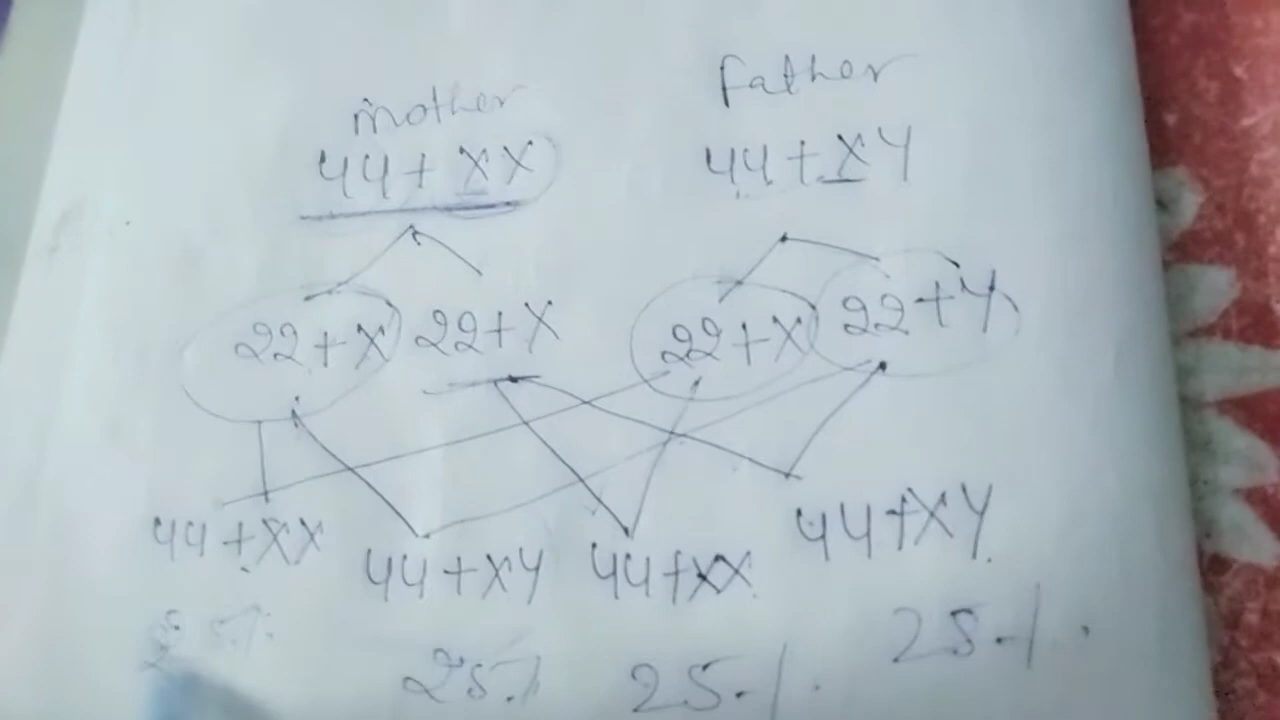 mother Father
44+XX 44+XY
22+X 22+X 22+X 22+Y
44+XX 44+XY 44+XX 44+XY
25% 25% 25%